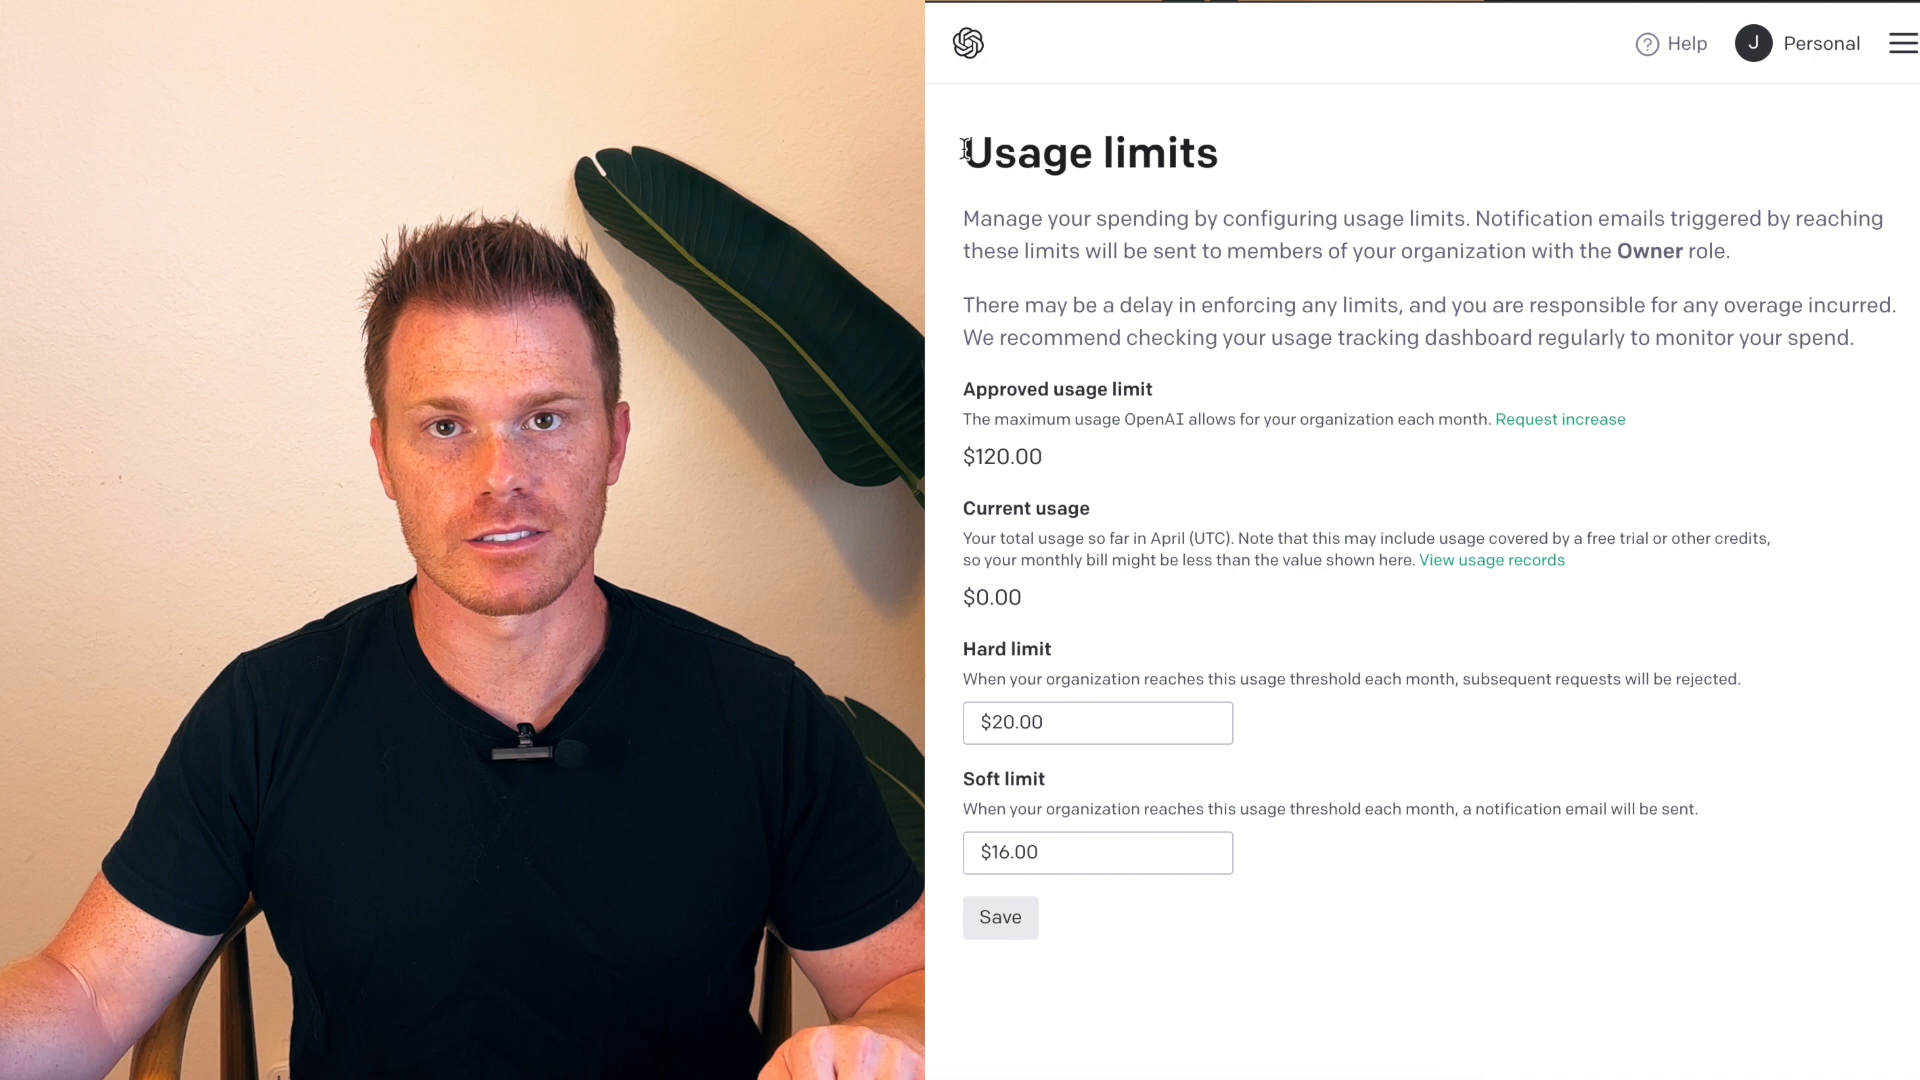 Help
J
Personal
Usage limits
Manage your spending by configuring usage limits. Notification emails triggered by reaching
these limits will be sent to members of your organization with the Owner role.
There may be a delay in enforcing any limits, and you are responsible for any overage incurred.
We recommend checking your usage tracking dashboard regularly to monitor your spend.
Approved usage limit
The maximum usage OpenAI allows for your organization each month. Request increase
$120.00
Current usage
Your total usage so far in April (UTC). Note that this may include usage covered by a free trial or other credits,
so your monthly bill might be less than the value shown here. View usage records
$0.00
Hard limit
When your organization reaches this usage threshold each month, subsequent requests will be rejected.
$20.00
Soft limit
When your organization reaches this usage threshold each month, a notification email will be sent.
$16.00
Save